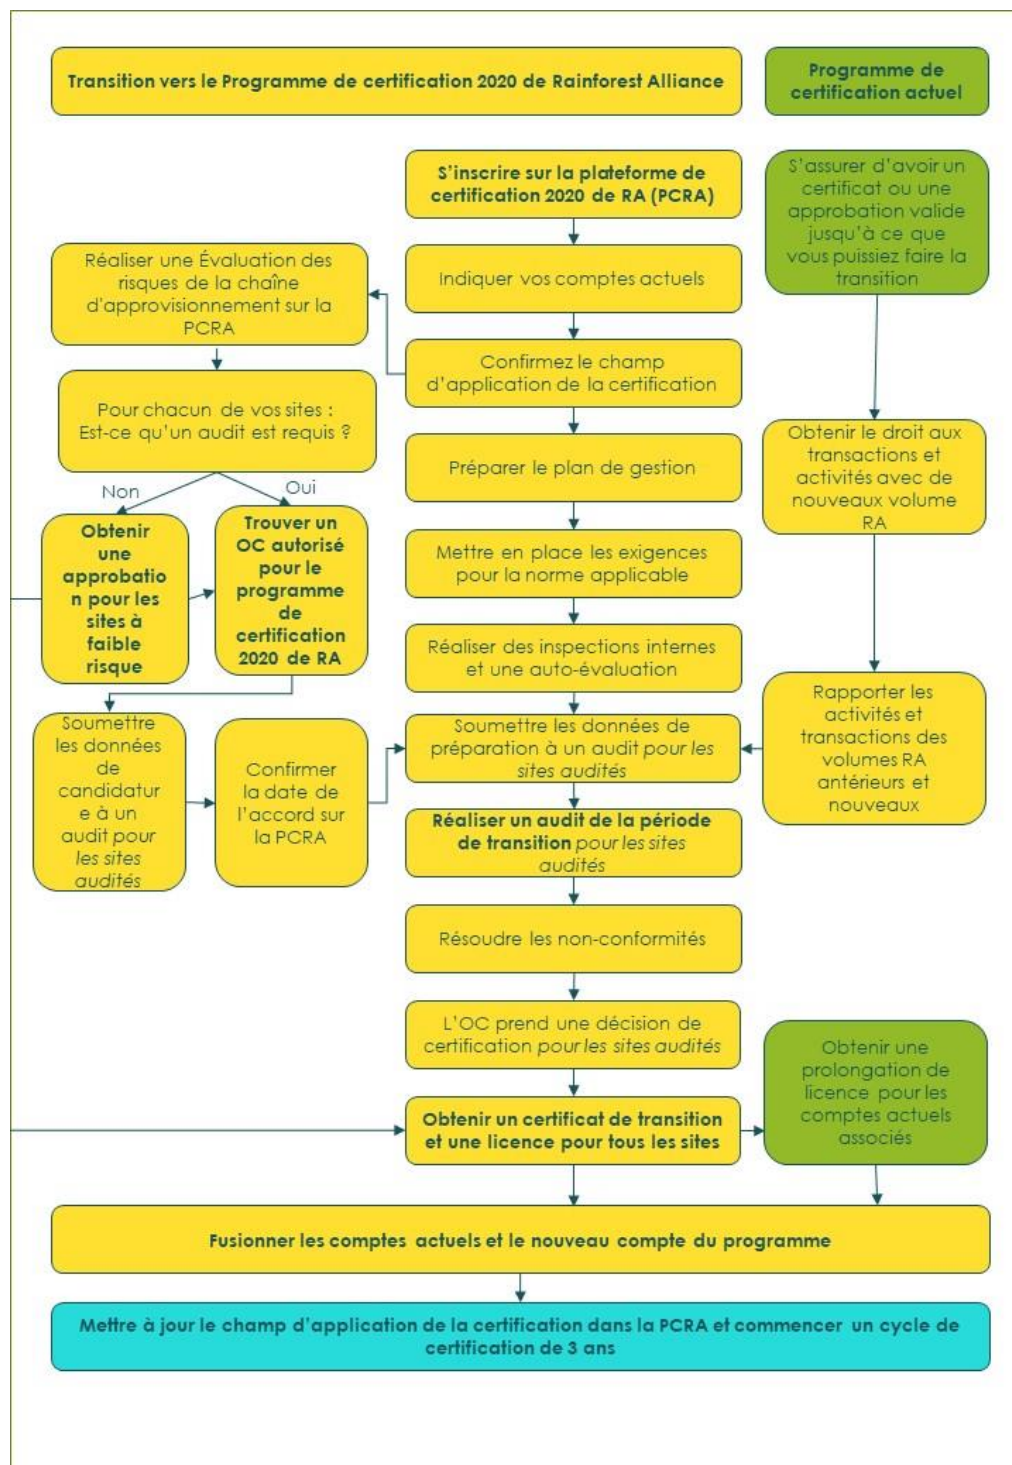 Transition vers le Programme de certification 2020 de Rainforest Alliance
Programme de
certification actuel
S'inscrire sur la plateforme de
certification 2020 de RA (PCRA)
S'assurer d'avoir un
certificat ou une
approbation valide
jusqu'à ce que
vous puissiez faire la
transition
Réaliser une Évaluation des
risques de la chaîne
d'approvisionnement sur la
PCRA
Indiquer vos comptes actuels
Confirmez le champ
d'application de la certification
Pour chacun de vos sites :
Est-ce qu'un audit est requis ?
Préparer le plan de gestion
Obtenir le droit aux
transactions et
activités avec de
nouveaux volume
RA
Non
Oui
Obtenir
une
approbatio
n pour les
sites à
faible
risque
Trouver un
OC autorisé
pour le
programme
de
certification
2020 de RA
Mettre en place les exigences
pour la norme applicable
Réaliser des inspections internes
et une auto-évaluation
Rapporter les
activités et
transactions des
volumes RA
antérieurs et
nouveaux
Soumettre
les données
de
candidatur
e à un
audit pour
les sites
audités
Confirmer
la date de
l'accord sur
la PCRA
Soumettre les données de
préparation à un audit pour les
sites audités
Réaliser un audit de la période
de transition pour les sites
audités
Résoudre les non-conformités
L'OC prend une décision de
certification pour les sites audités
Obtenir une
prolongation de
licence pour les
comptes actuels
associés
Obtenir un certificat de transition
et une licence pour tous les sites
Fusionner les comptes actuels et le nouveau compte du programme
Mettre à jour le champ d'application de la certification dans la PCRA et commencer un cycle de
certification de 3 ans